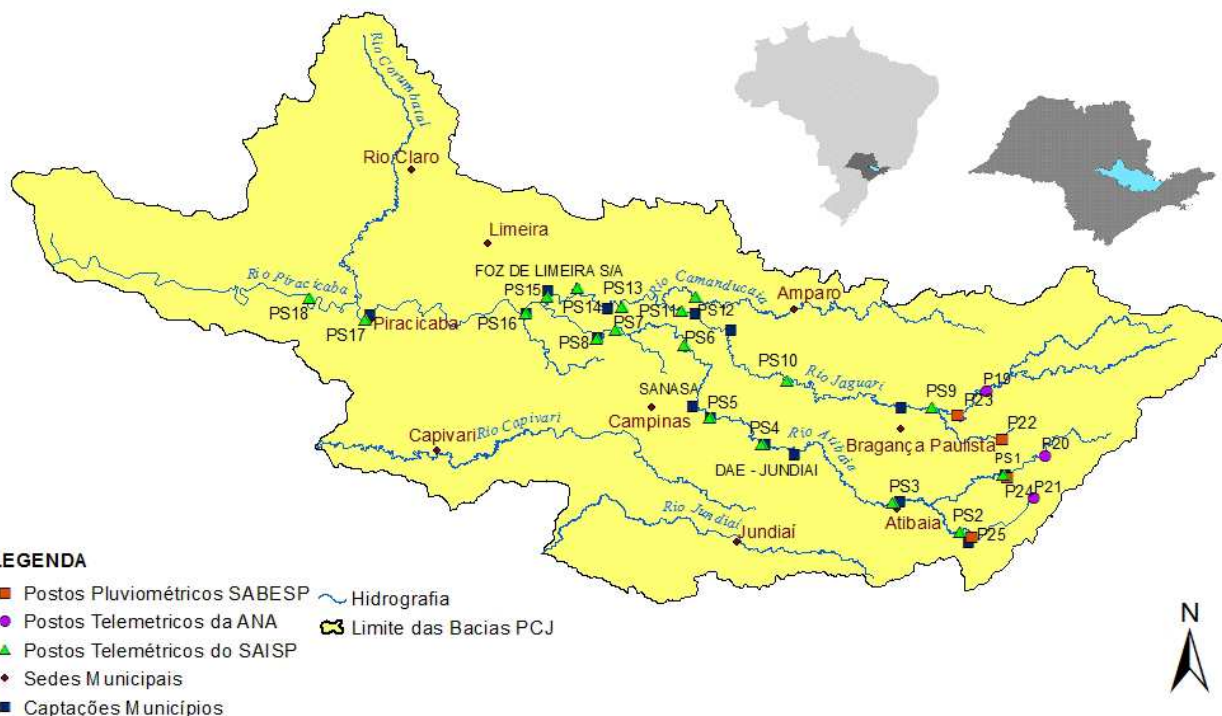 Rio Corumbataí
Rio Claro
Limeira
FOZ DE LIMEIRA S/A
Rio Camanducaia
Amparo
Rio Piracicaba
PS18
PS17
Piracicaba
PS16
PS15
PS14
PS13
PS11
PS12
PS7
PS8
PS6
PS10
Rio Jaguari
PS9
P19
P23
SANASA
PS5
Campinas
Capivari
Rio Capivari
PS4
Rio Atibaia
DAE - JUNDIAI
Bragança Paulista
P22
P20
PS1
P24
P21
PS3
Atibaia
PS2
P25
Rio Jundiaí
Jundiaí
LEGENDA
Postos Pluviométricos SABESP
Postos Telemetricos da ANA
Postos Telemétricos do SAISP
Sedes Municipais
Captações Municípios
Hidrografia
Limite das Bacias PCJ
N